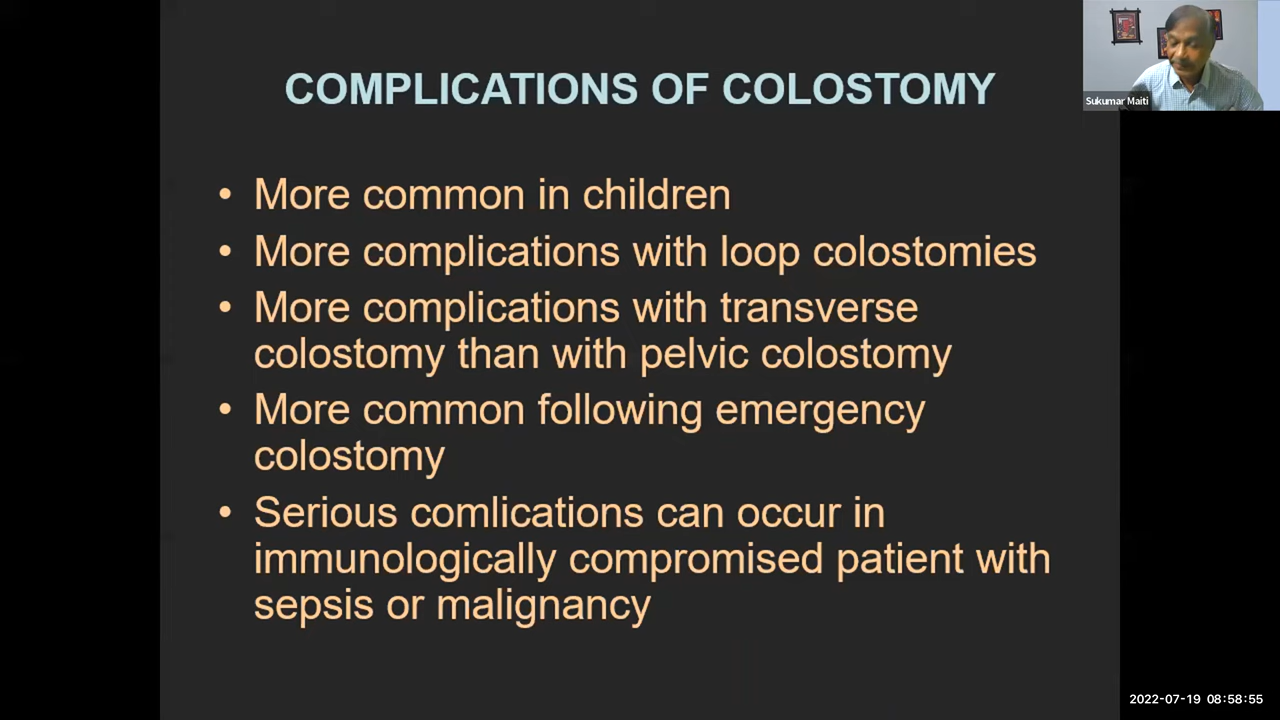 COMPLICATIONS OF COLOSTOMY
Sukumar Maiti
• More common in children
• More complications with loop colostomies
• More complications with transverse
colostomy than with pelvic colostomy
• More common following emergency
colostomy
• Serious comlications can occur in
immunologically compromised patient with
sepsis or malignancy
2022-07-19 08:58:55